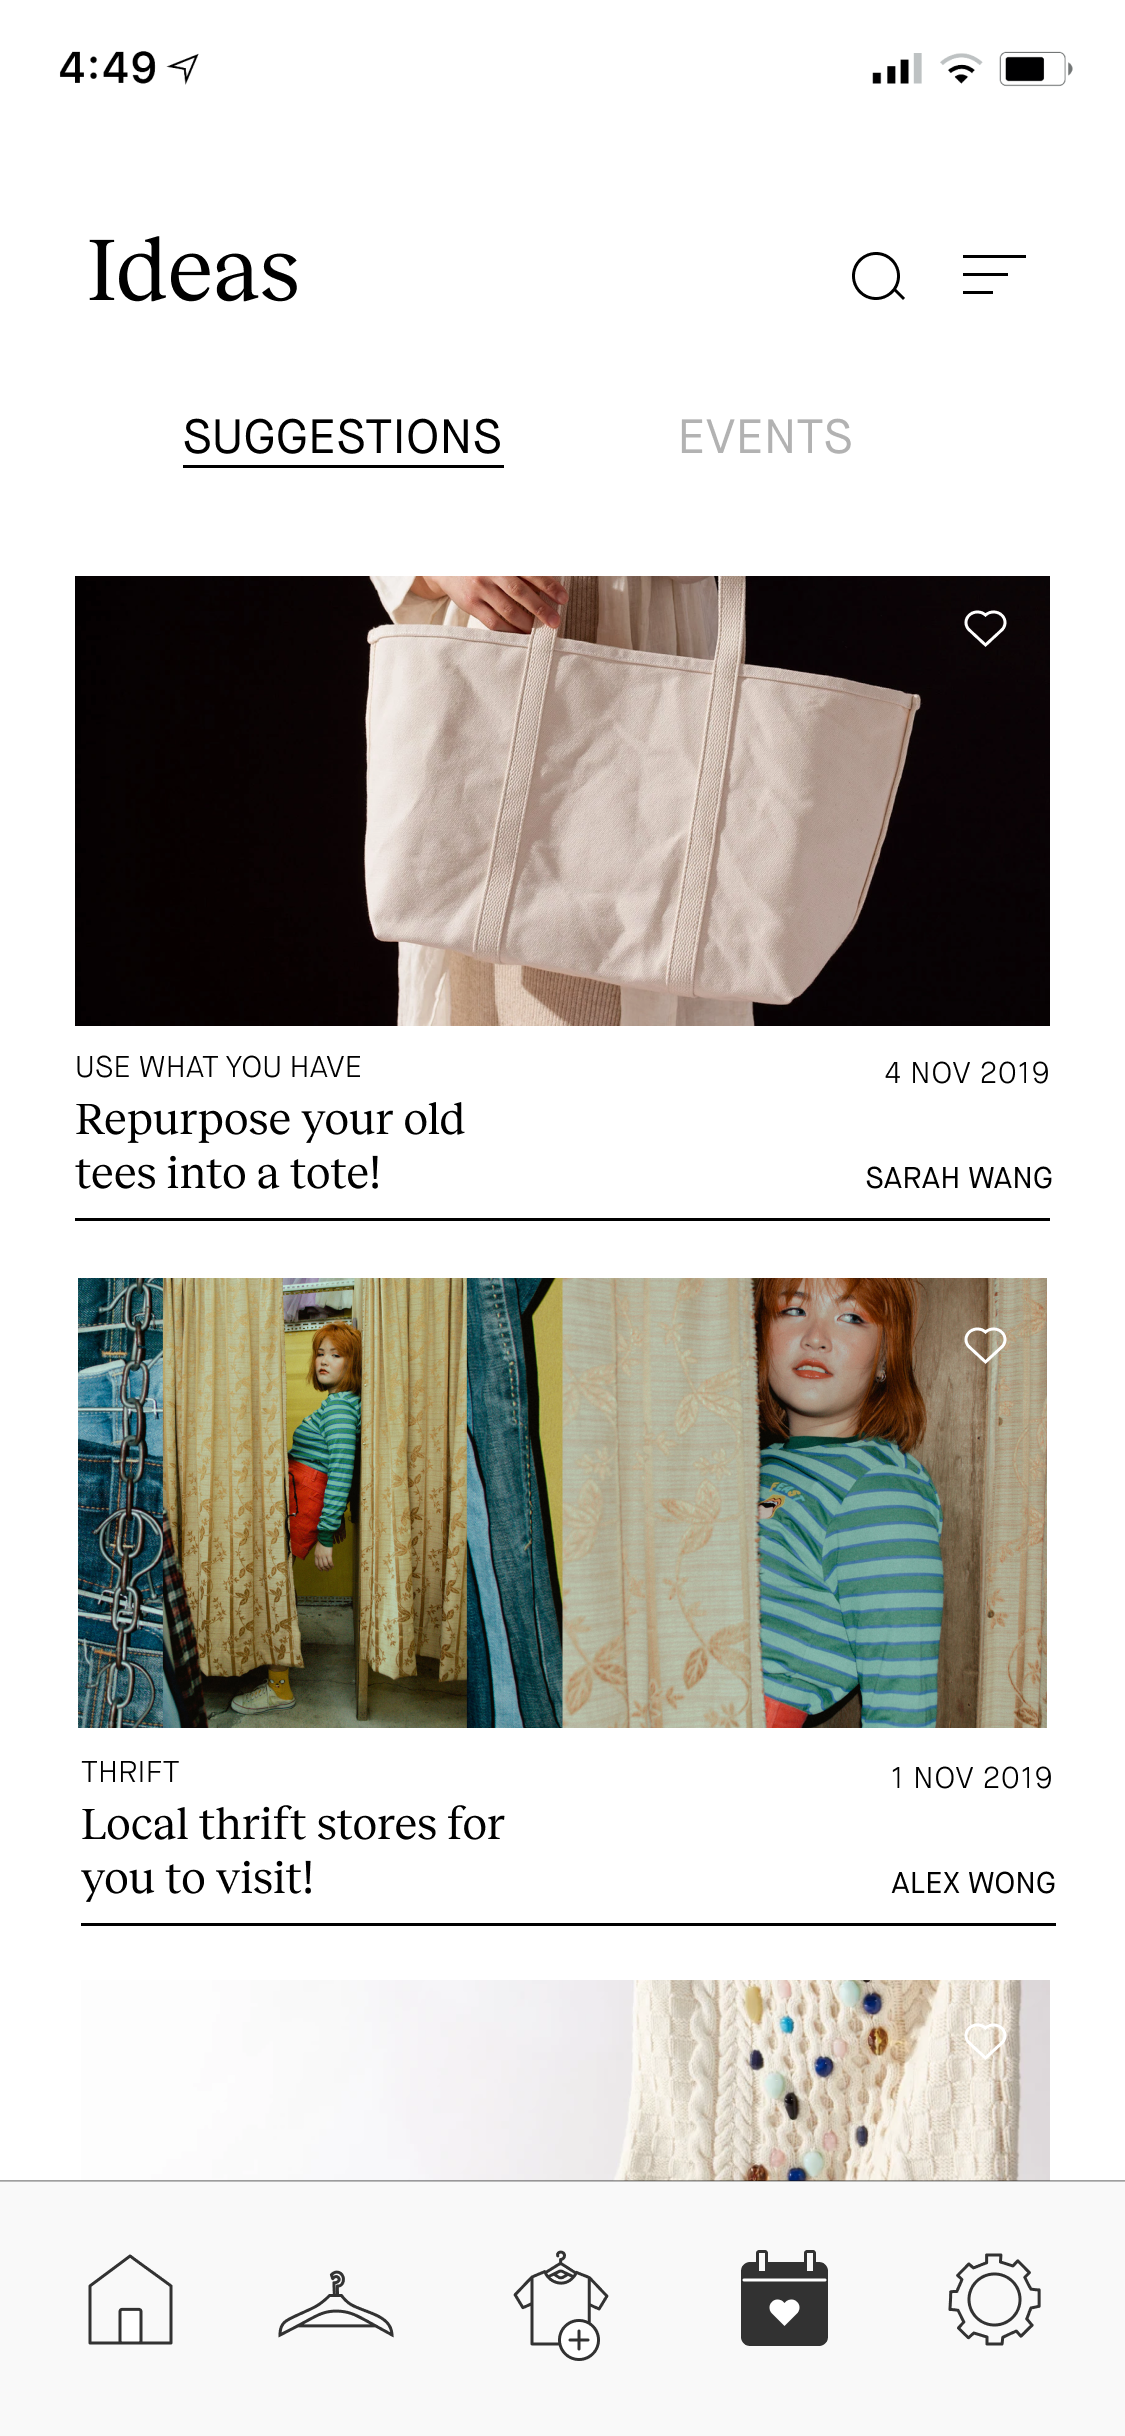 4:49
Ideas
SUGGESTIONS
EVENTS
USE WHAT YOU HAVE
4 NOV 2019
Repurpose your old
tees into a tote!
SARAH WANG
THRIFT
1 NOV 2019
Local thrift stores for
you to visit!
ALEX WONG